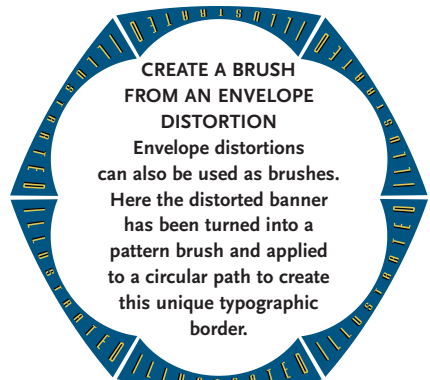 ILLUSTRATED
ILLUSTRATED
ILLUSTRATED
CREATE A BRUSH
FROM AN ENVELOPE
DISTORTION
Envelope distortions
can also be used as brushes.
Here the distorted banner
has been turned into a
pattern brush and applied
to a circular path to create
this unique typographic
border.
ILLUSTRATED
ILLUSTRATED
ILLUSTRATED